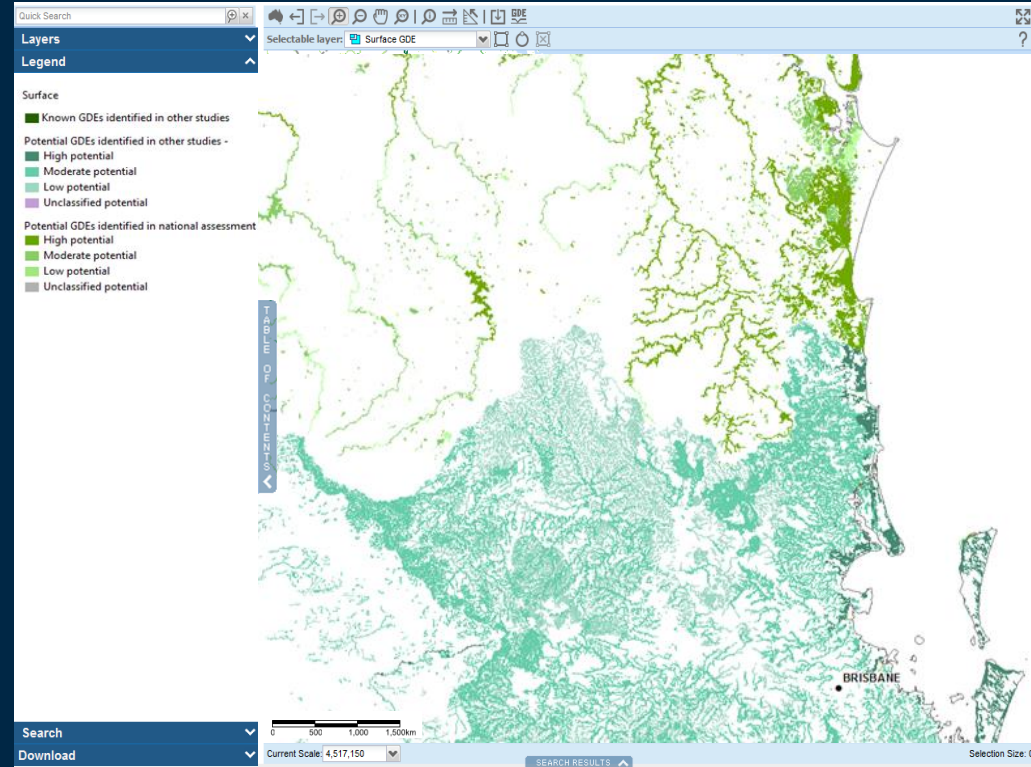 Quick Search
Layers
Legend
Surface
Known GDEs identified in other studies
Potential GDEs identified in other studies -
High potential
Moderate potential
Low potential
Unclassified potential
Potential GDEs identified in national assessment
High potential
Moderate potential
Low potential
Unclassified potential
Search
Download
GDE
Selectable layer: Surface GDE
?
TABLE OF CONTENTS
BRISBANE
0 500 1,000 1,500km
Current Scale: 4,517,150
SEARCH RESULTS
Selection Size: 0